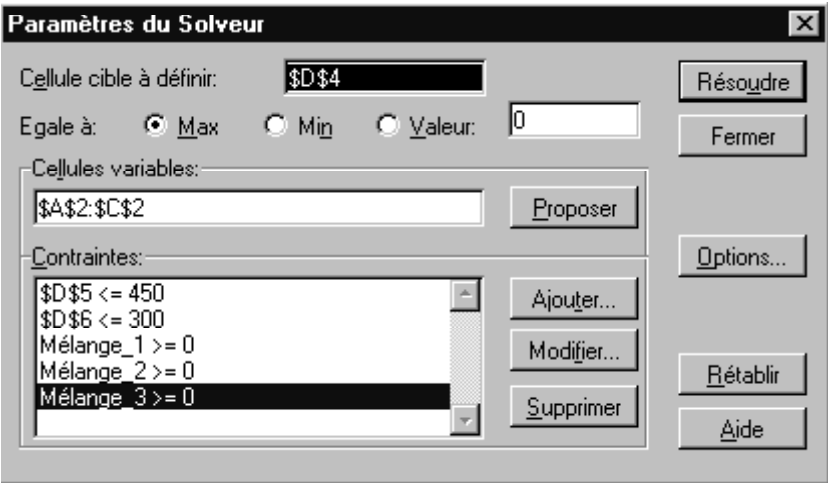 Paramètres du Solveur
Cellule cible à définir: $D$4 Résoudre
Egale à: Max Min Valeur: 0 Fermer
Cellules variables:
$A$2:$C$2 Proposer
Contraintes: Options...
$D$5 <= 450 Ajouter...
$D$6 <= 300
Mélange_1 >= 0 Modifier...
Mélange_2 >= 0 Rétablir
Mélange_3 >= 0 Supprimer
Aide